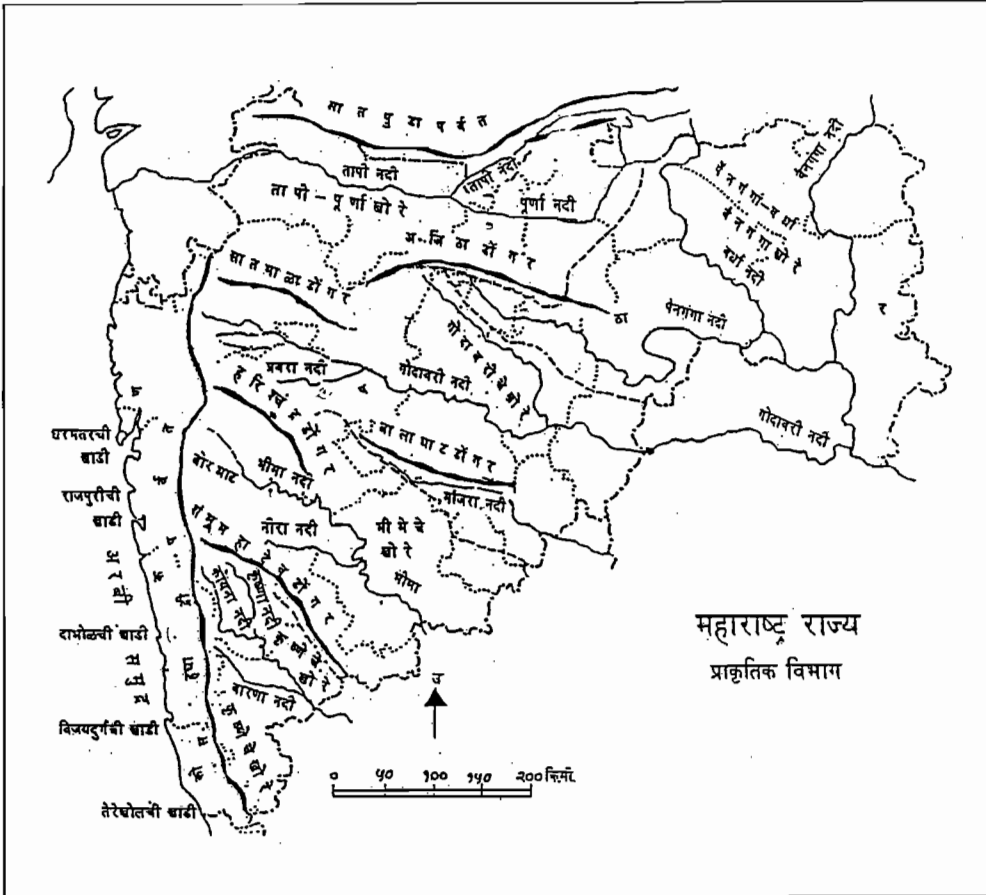 सातपुडा पर्वत
तापी नदी
तापी नदी
पूर्णा नदी
तापी – पूर्णा खोरे
वैनगंगा नदी
वैनगंगा-वर्धा
वैनगंगा खोरे
वर्धा नदी
अजिंठा डोंगर
सातमाळा डोंगर
ठा
पेनगंगा नदी
र
गोदावरीचे खोरे
प्रवरा नदी
गोदावरी नदी
गोदावरी नदी
हरिश्चंद्र डोंगर
बालाघाट डोंगर
धरमतरची
खाडी
बोर घाट
भीमा नदी
मांजरा नदी
राजपुरीची
खाडी
नीरा नदी
भीमेचे
खोरे
भीमा
शंभू महादेव डोंगर
अरबी समुद्र
कोयना नदी
कृष्णा नदी
कृष्णेचे खोरे
दाभोळची खाडी
वारणा नदी
विजयदुर्गची खाडी
तेरेखोलची खाडी
महाराष्ट्र राज्य
प्राकृतिक विभाग
उ
० ५० १०० १५० २०० कि.मी.